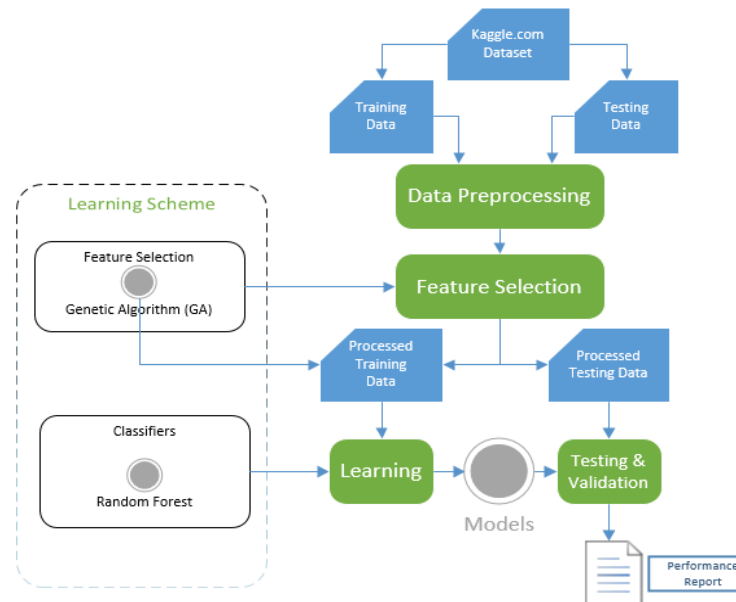 Kaggle.com
Dataset
Training
Data
Testing
Data
Data Preprocessing
Learning Scheme
Feature Selection
Genetic Algorithm (GA)
Feature Selection
Processed
Training
Data
Processed
Testing Data
Classifiers
Random Forest
Learning
Models
Testing &
Validation
Performance
Report